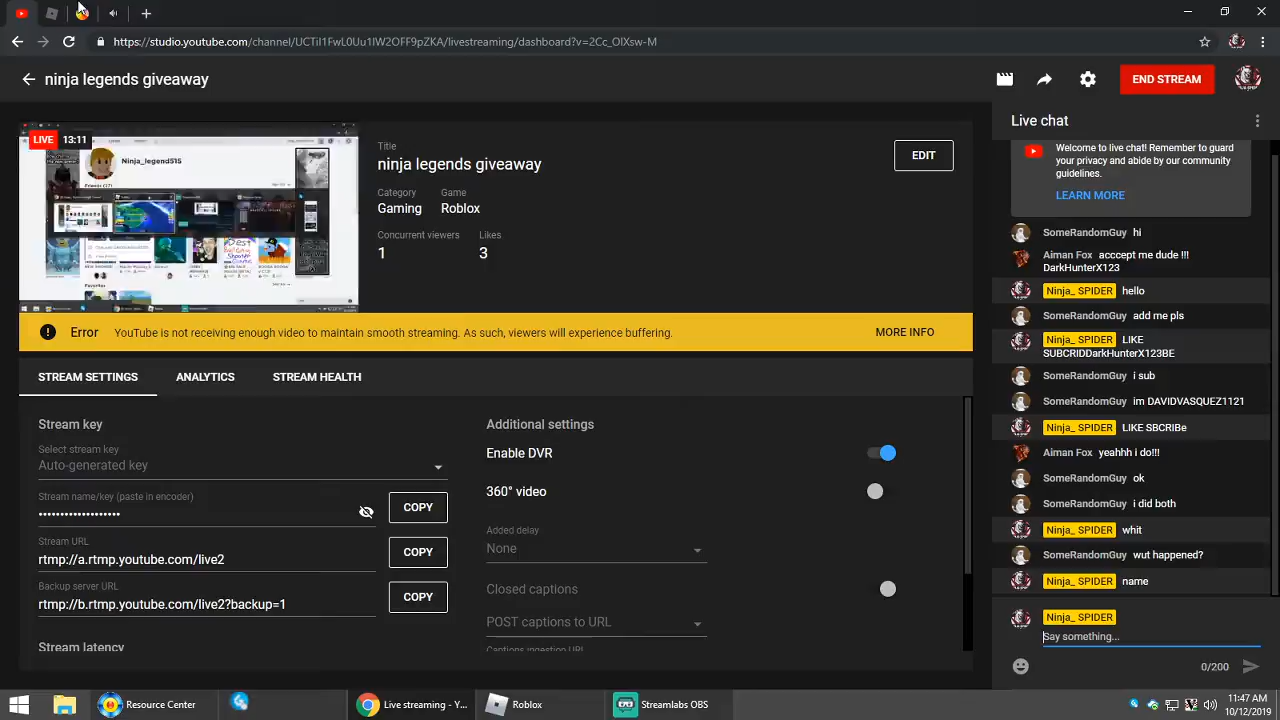 https://studio.youtube.com/channel/UCTiI1FwL0Uu1IW2OFF9pZKA/livestreaming/dashboard?v=2Cc_OlXsw-M
ninja legends giveaway
END STREAM
LIVE 13:11
Ninja_legend515
Title
ninja legends giveaway
EDIT
Category Game
Gaming Roblox
Concurrent viewers Likes
1 3
Error YouTube is not receiving enough video to maintain smooth streaming. As such, viewers will experience buffering. MORE INFO
STREAM SETTINGS ANALYTICS STREAM HEALTH
Stream key
Select stream key
Auto-generated key
Stream name/key (paste in encoder)
•••••••••••••••••••
COPY
Stream URL
rtmp://a.rtmp.youtube.com/live2
COPY
Backup server URL
rtmp://b.rtmp.youtube.com/live2?backup=1
COPY
Stream latency
Additional settings
Enable DVR
360° video
Added delay
None
Closed captions
POST captions to URL
Captions ingestion URL
Live chat
Welcome to live chat! Remember to guard
your privacy and abide by our community
guidelines.
LEARN MORE
SomeRandomGuy hi
Aiman Fox accept me dude !!!
DarkHunterX123
Ninja_ SPIDER hello
SomeRandomGuy add me pls
Ninja_ SPIDER LIKE
SUBCRIDDarkHunterX123BE
SomeRandomGuy i sub
SomeRandomGuy im DAVIDVASQUEZ1121
Ninja_ SPIDER LIKE SBCRIBe
Aiman Fox yeahhh i do!!!
SomeRandomGuy ok
SomeRandomGuy i did both
Ninja_ SPIDER whit
SomeRandomGuy wut happened?
Ninja_ SPIDER name
Ninja_ SPIDER
Say something...
0/200
Resource Center
Live streaming - Y...
Roblox
Streamlabs OBS
11:47 AM
10/12/2019